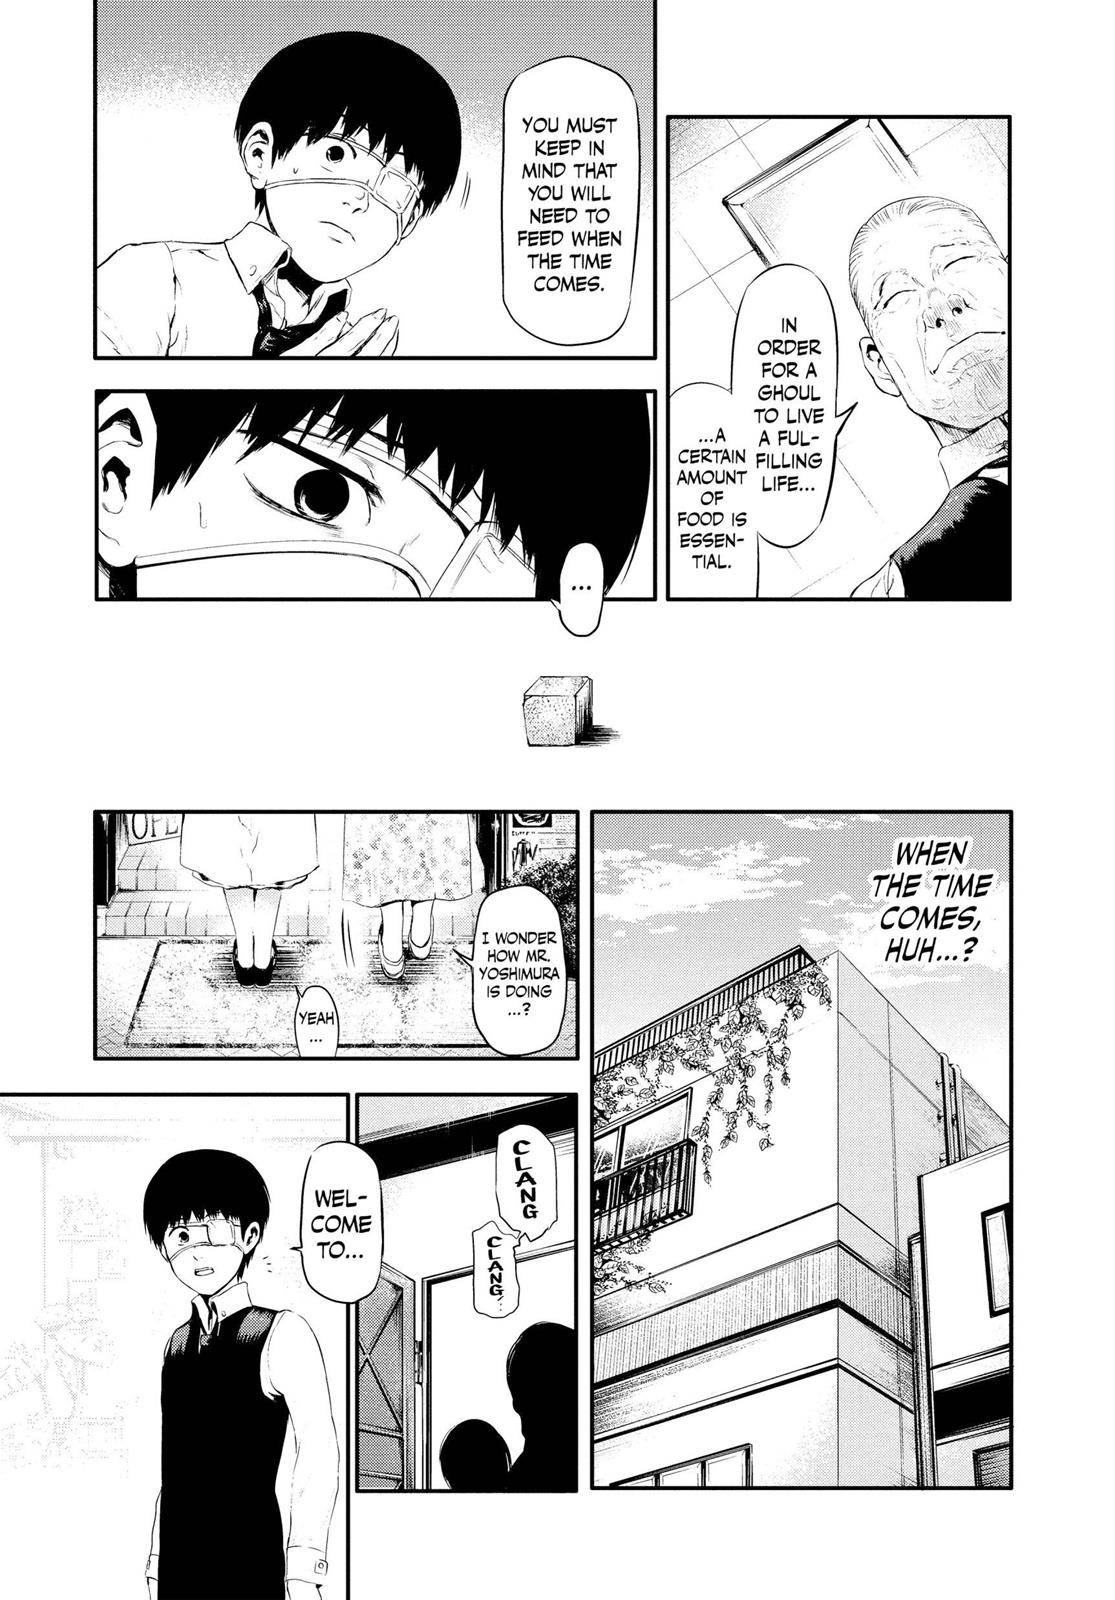 IN
ORDER
FOR A
GHOUL
TO LIVE
A FUL-
FILLING
LIFE...
...A
CERTAIN
AMOUNT
OF
FOOD IS
ESSEN-
TIAL.
YOU MUST
KEEP IN
MIND THAT
YOU WILL
NEED TO
FEED WHEN
THE TIME
COMES.
...
WHEN
THE TIME
COMES,
HUH...?
OPE
I WONDER
HOW MR.
YOSHIMURA
IS DOING
...?
YEAH
...
CLANG
CLANG...
WEL-
COME
TO...